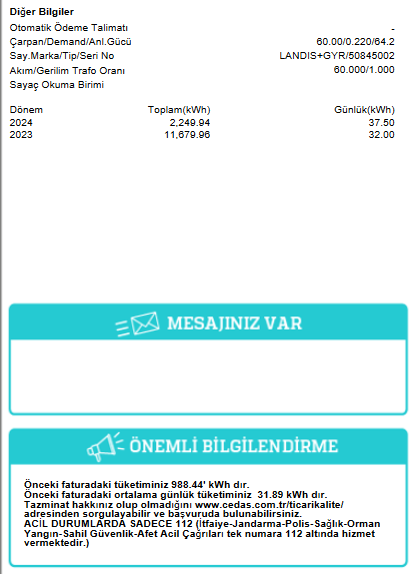 Diğer Bilgiler
Otomatik Ödeme Talimatı -
Çarpan/Demand/Anl.Gücü 60.00/0.220/64.2
Say.Marka/Tip/Seri No LANDIS+GYR/50845002
Akım/Gerilim Trafo Oranı 60.000/1.000
Sayaç Okuma Birimi
Dönem Toplam(kWh) Günlük(kWh)
2024 2,249.94 37.50
2023 11,679.96 32.00
MESAJINIZ VAR
ÖNEMLİ BİLGİLENDİRME
Önceki faturadaki tüketiminiz 988.44' kWh dır.
Önceki faturadaki ortalama günlük tüketiminiz 31.89 kWh dır.
Tazminat hakkınız olup olmadığını www.cedas.com.tr/ticarikalite/
adresinden sorgulayabilir ve başvuruda bulunabilirsiniz.
ACİL DURUMLARDA SADECE 112 (İtfaiye-Jandarma-Polis-Sağlık-Orman
Yangın-Sahil Güvenlik-Afet Acil Çağrıları tek numara 112 altında hizmet
vermektedir.)